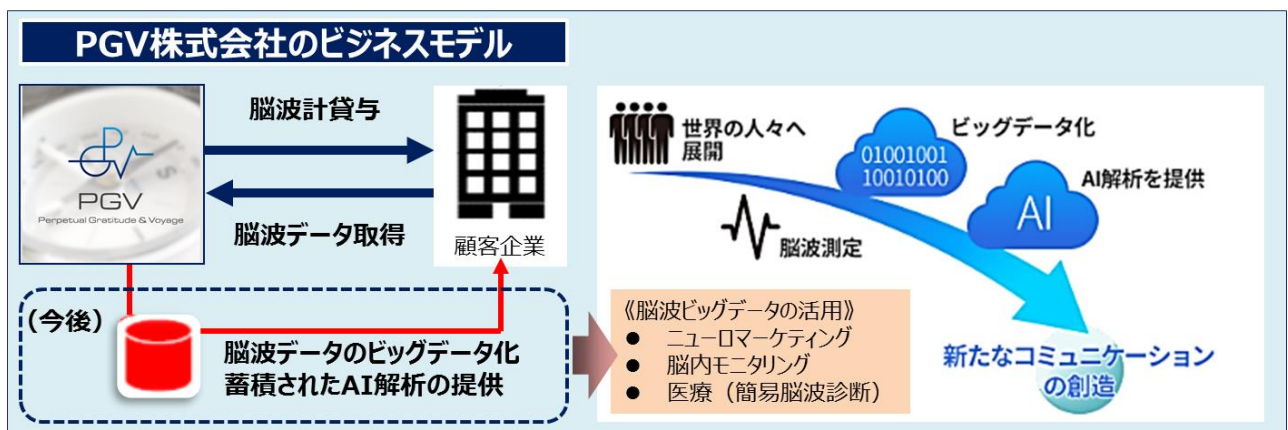 PGV株式会社のビジネスモデル
PGV
Perpetual Gratitude & Voyage
脳波計貸与
脳波データ取得
顧客企業
(今後)
脳波データのビッグデータ化
蓄積されたAI解析の提供
世界の人々へ
展開
脳波測定
01001001
10010100
ビッグデータ化
AI
AI解析を提供
《脳波ビッグデータの活用》
● ニューロマーケティング
● 脳内モニタリング
● 医療（簡易脳波診断）
新たなコミュニケーション
の創造